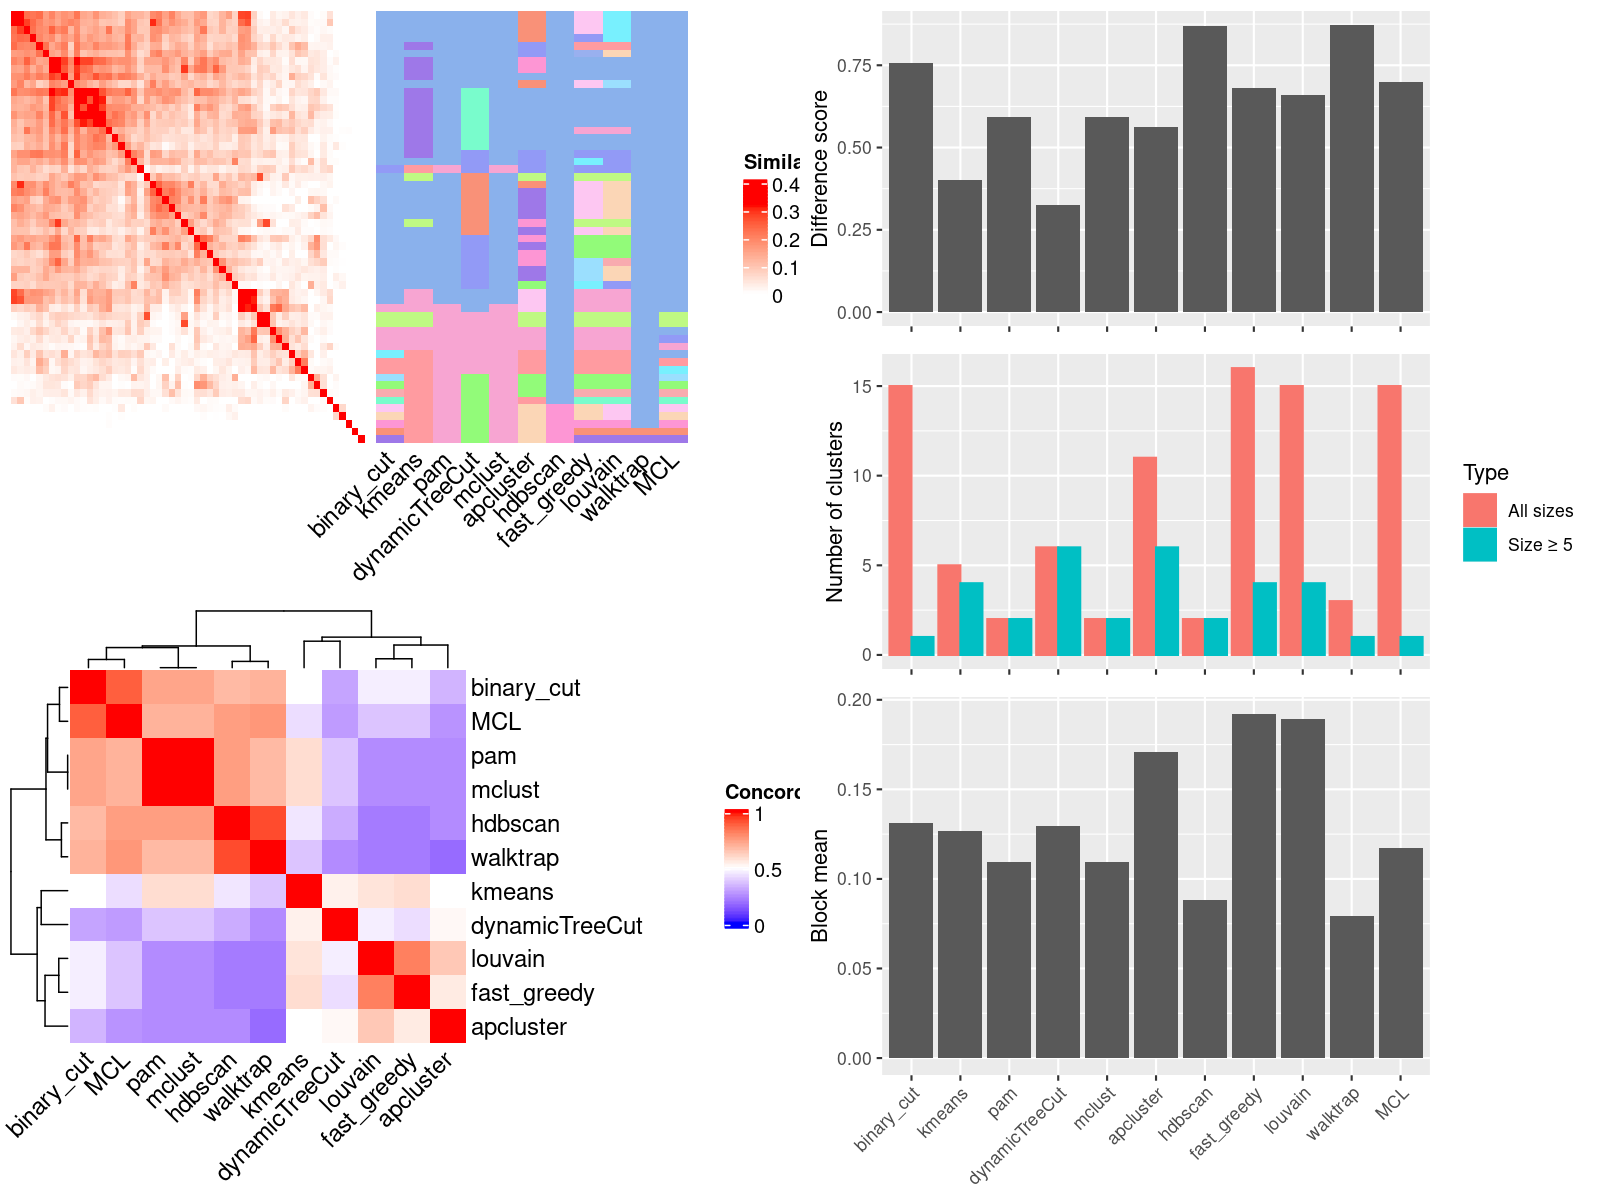 Simila
0.4
0.3
0.2
0.1
0
binary_cut
kmeans
pam
dynamicTreeCut
mclust
apcluster
hdbscan
fast_greedy
louvain
walktrap
MCL
binary_cut
MCL
pam
mclust
hdbscan
walktrap
kmeans
dynamicTreeCut
louvain
fast_greedy
apcluster
binary_cut
MCL
pam
mclust
hdbscan
walktrap
kmeans
dynamicTreeCut
louvain
fast_greedy
apcluster
Concord
1
0.5
0
Difference score
0.75
0.50
0.25
0.00
Number of clusters
15
10
5
0
Type
All sizes
Size ≥ 5
Block mean
0.20
0.15
0.10
0.05
0.00
binary_cut
kmeans
pam
dynamicTreeCut
mclust
apcluster
hdbscan
fast_greedy
louvain
walktrap
MCL